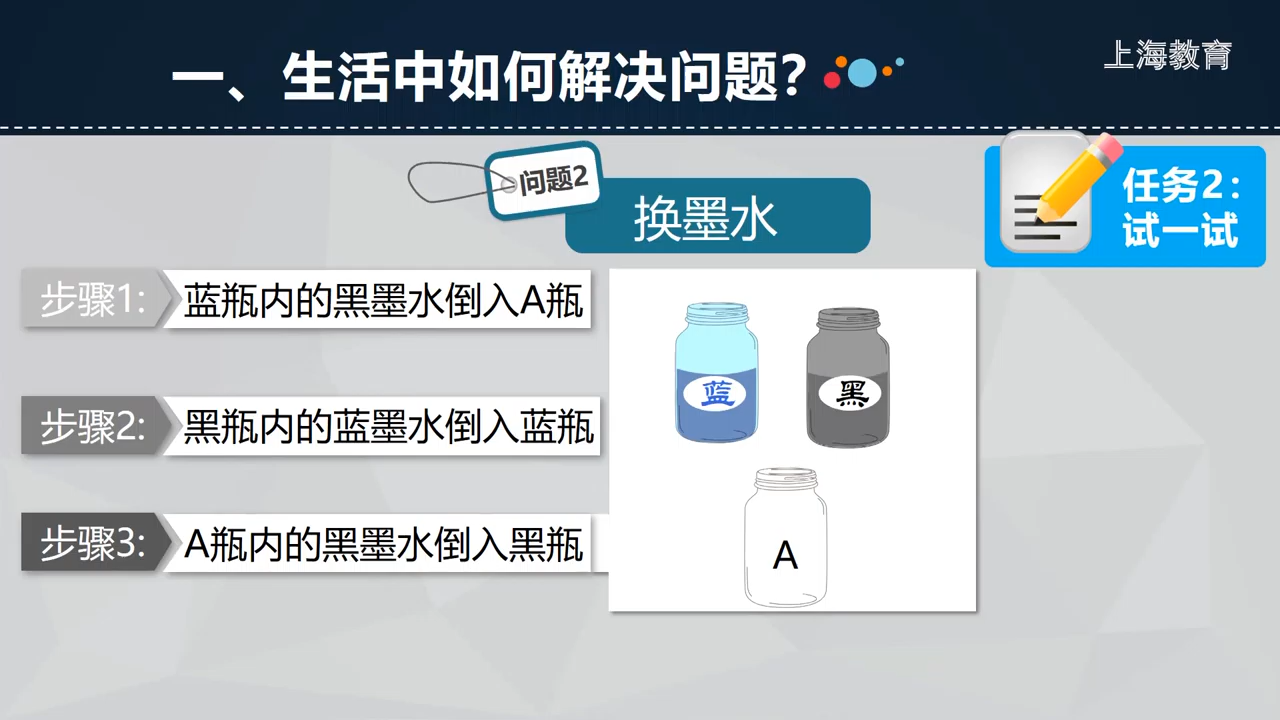 一、生活中如何解决问题？
上海教育
问题2
换墨水
任务2：
试一试
步骤1:
蓝瓶内的黑墨水倒入A瓶
步骤2:
黑瓶内的蓝墨水倒入蓝瓶
步骤3:
A瓶内的黑墨水倒入黑瓶
蓝
黑
A